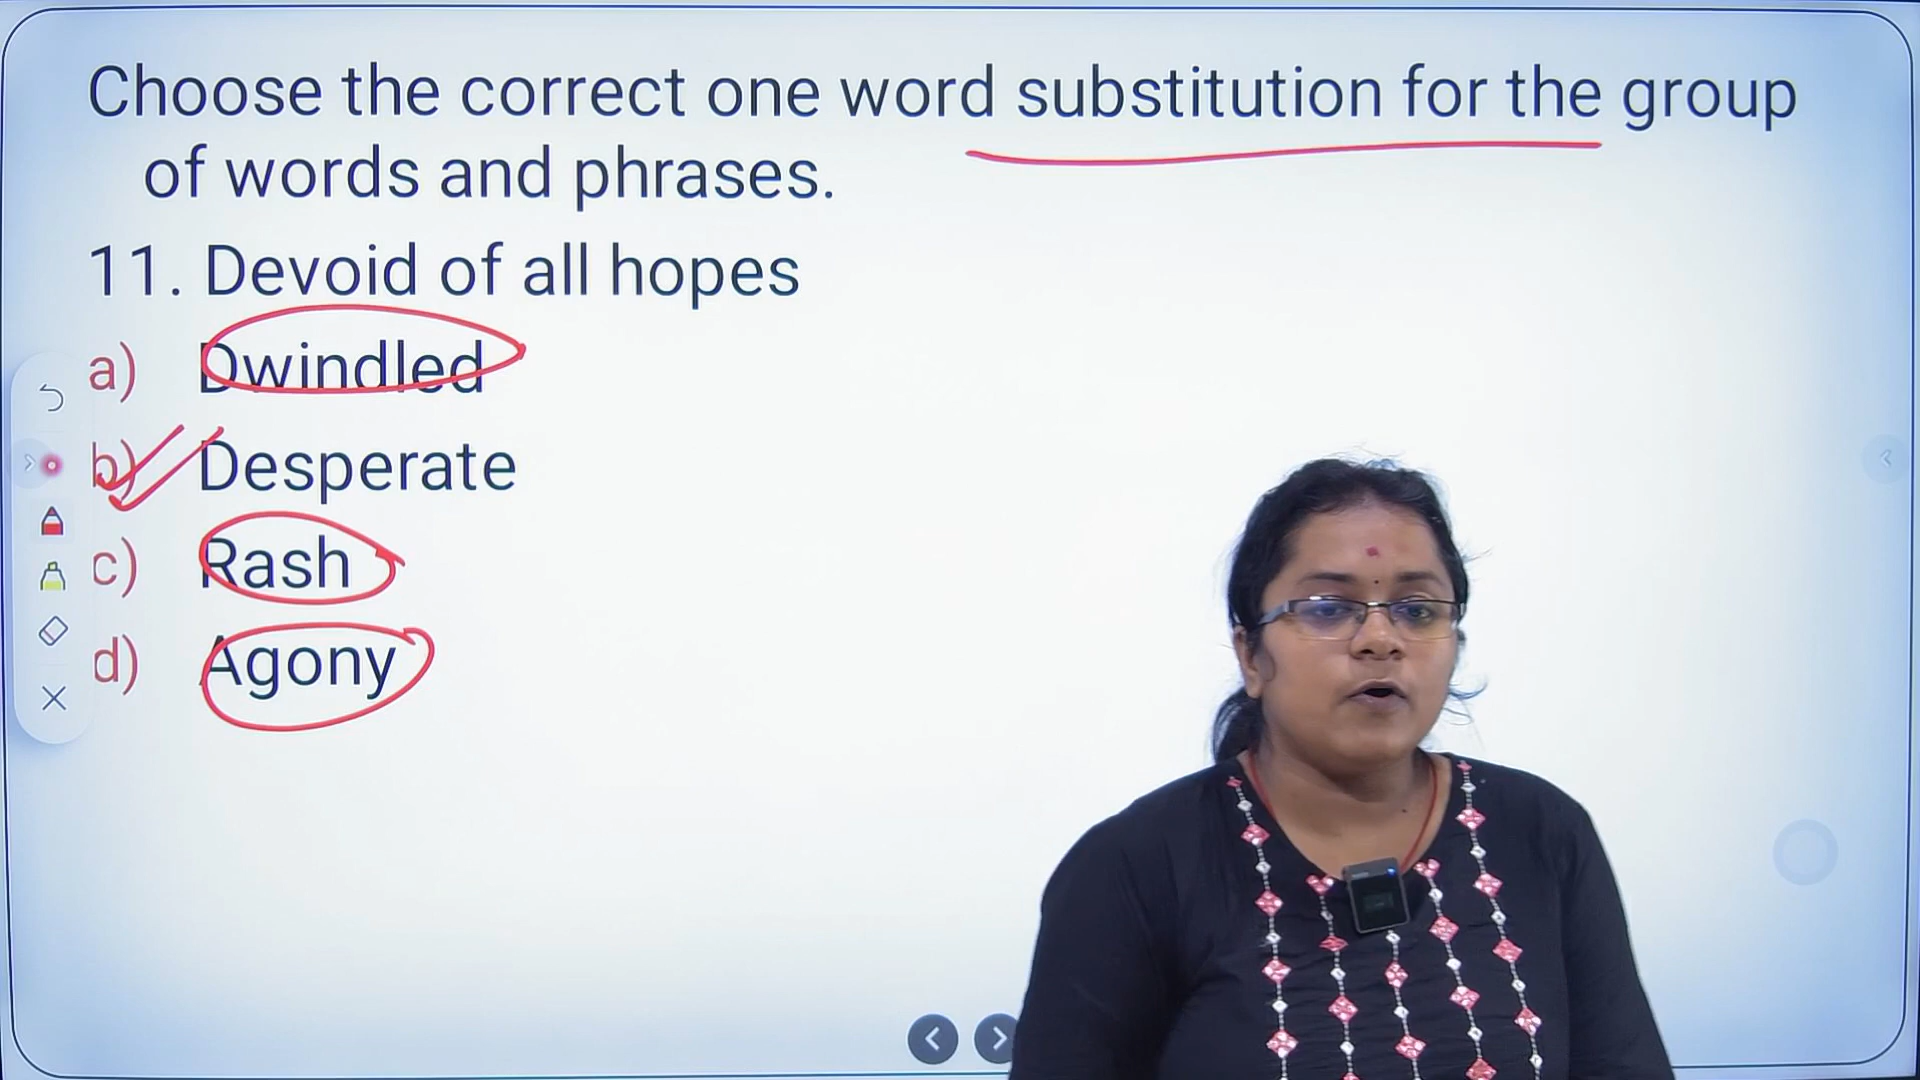 Choose the correct one word substitution for the group
of words and phrases.
11. Devoid of all hopes
a) Dwindled
b) Desperate
c) Rash
d) Agony